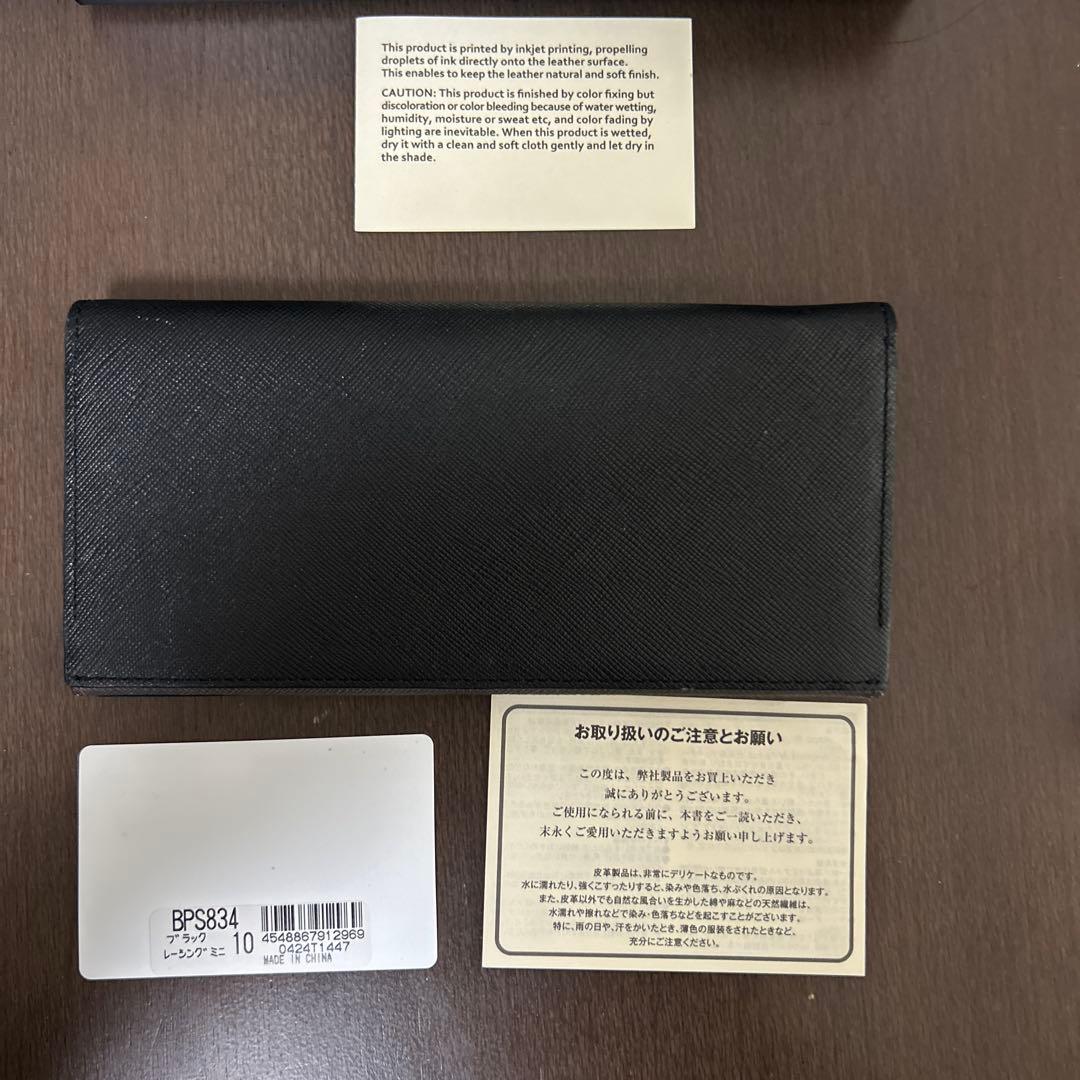 This product is printed by inkjet printing, propelling
droplets of ink directly onto the leather surface.
This enables to keep the leather natural and soft finish.
CAUTION: This product is finished by color fixing but
discoloration or color bleeding because of water wetting,
humidity, moisture or sweat etc, and color fading by
lighting are inevitable. When this product is wetted,
dry it with a clean and soft cloth gently and let dry in
the shade.
お取り扱いのご注意とお願い
この度は、弊社製品をお買上いただき
誠にありがとうございます。
ご使用になられる前に、本書をご一読いただき、
末永くご愛用いただきますようお願い申し上げます。
皮革製品は、非常にデリケートなものです。
水に濡れたり、強くこすったりすると、染みや色落ち、水ぶくれの原因となります。
また、皮革以外でも自然な風合いを生かした綿や麻などの天然繊維は、
水濡れや擦れなどで染み・色落ちなどを起こすことがございます。
特に、雨の日や、汗をかいたとき、薄色の服装をされたときなど、
充分にご注意ください。
BPS834
ブラック
レーシングミニ 10
4548867912969
0424T1447
MADE IN CHINA